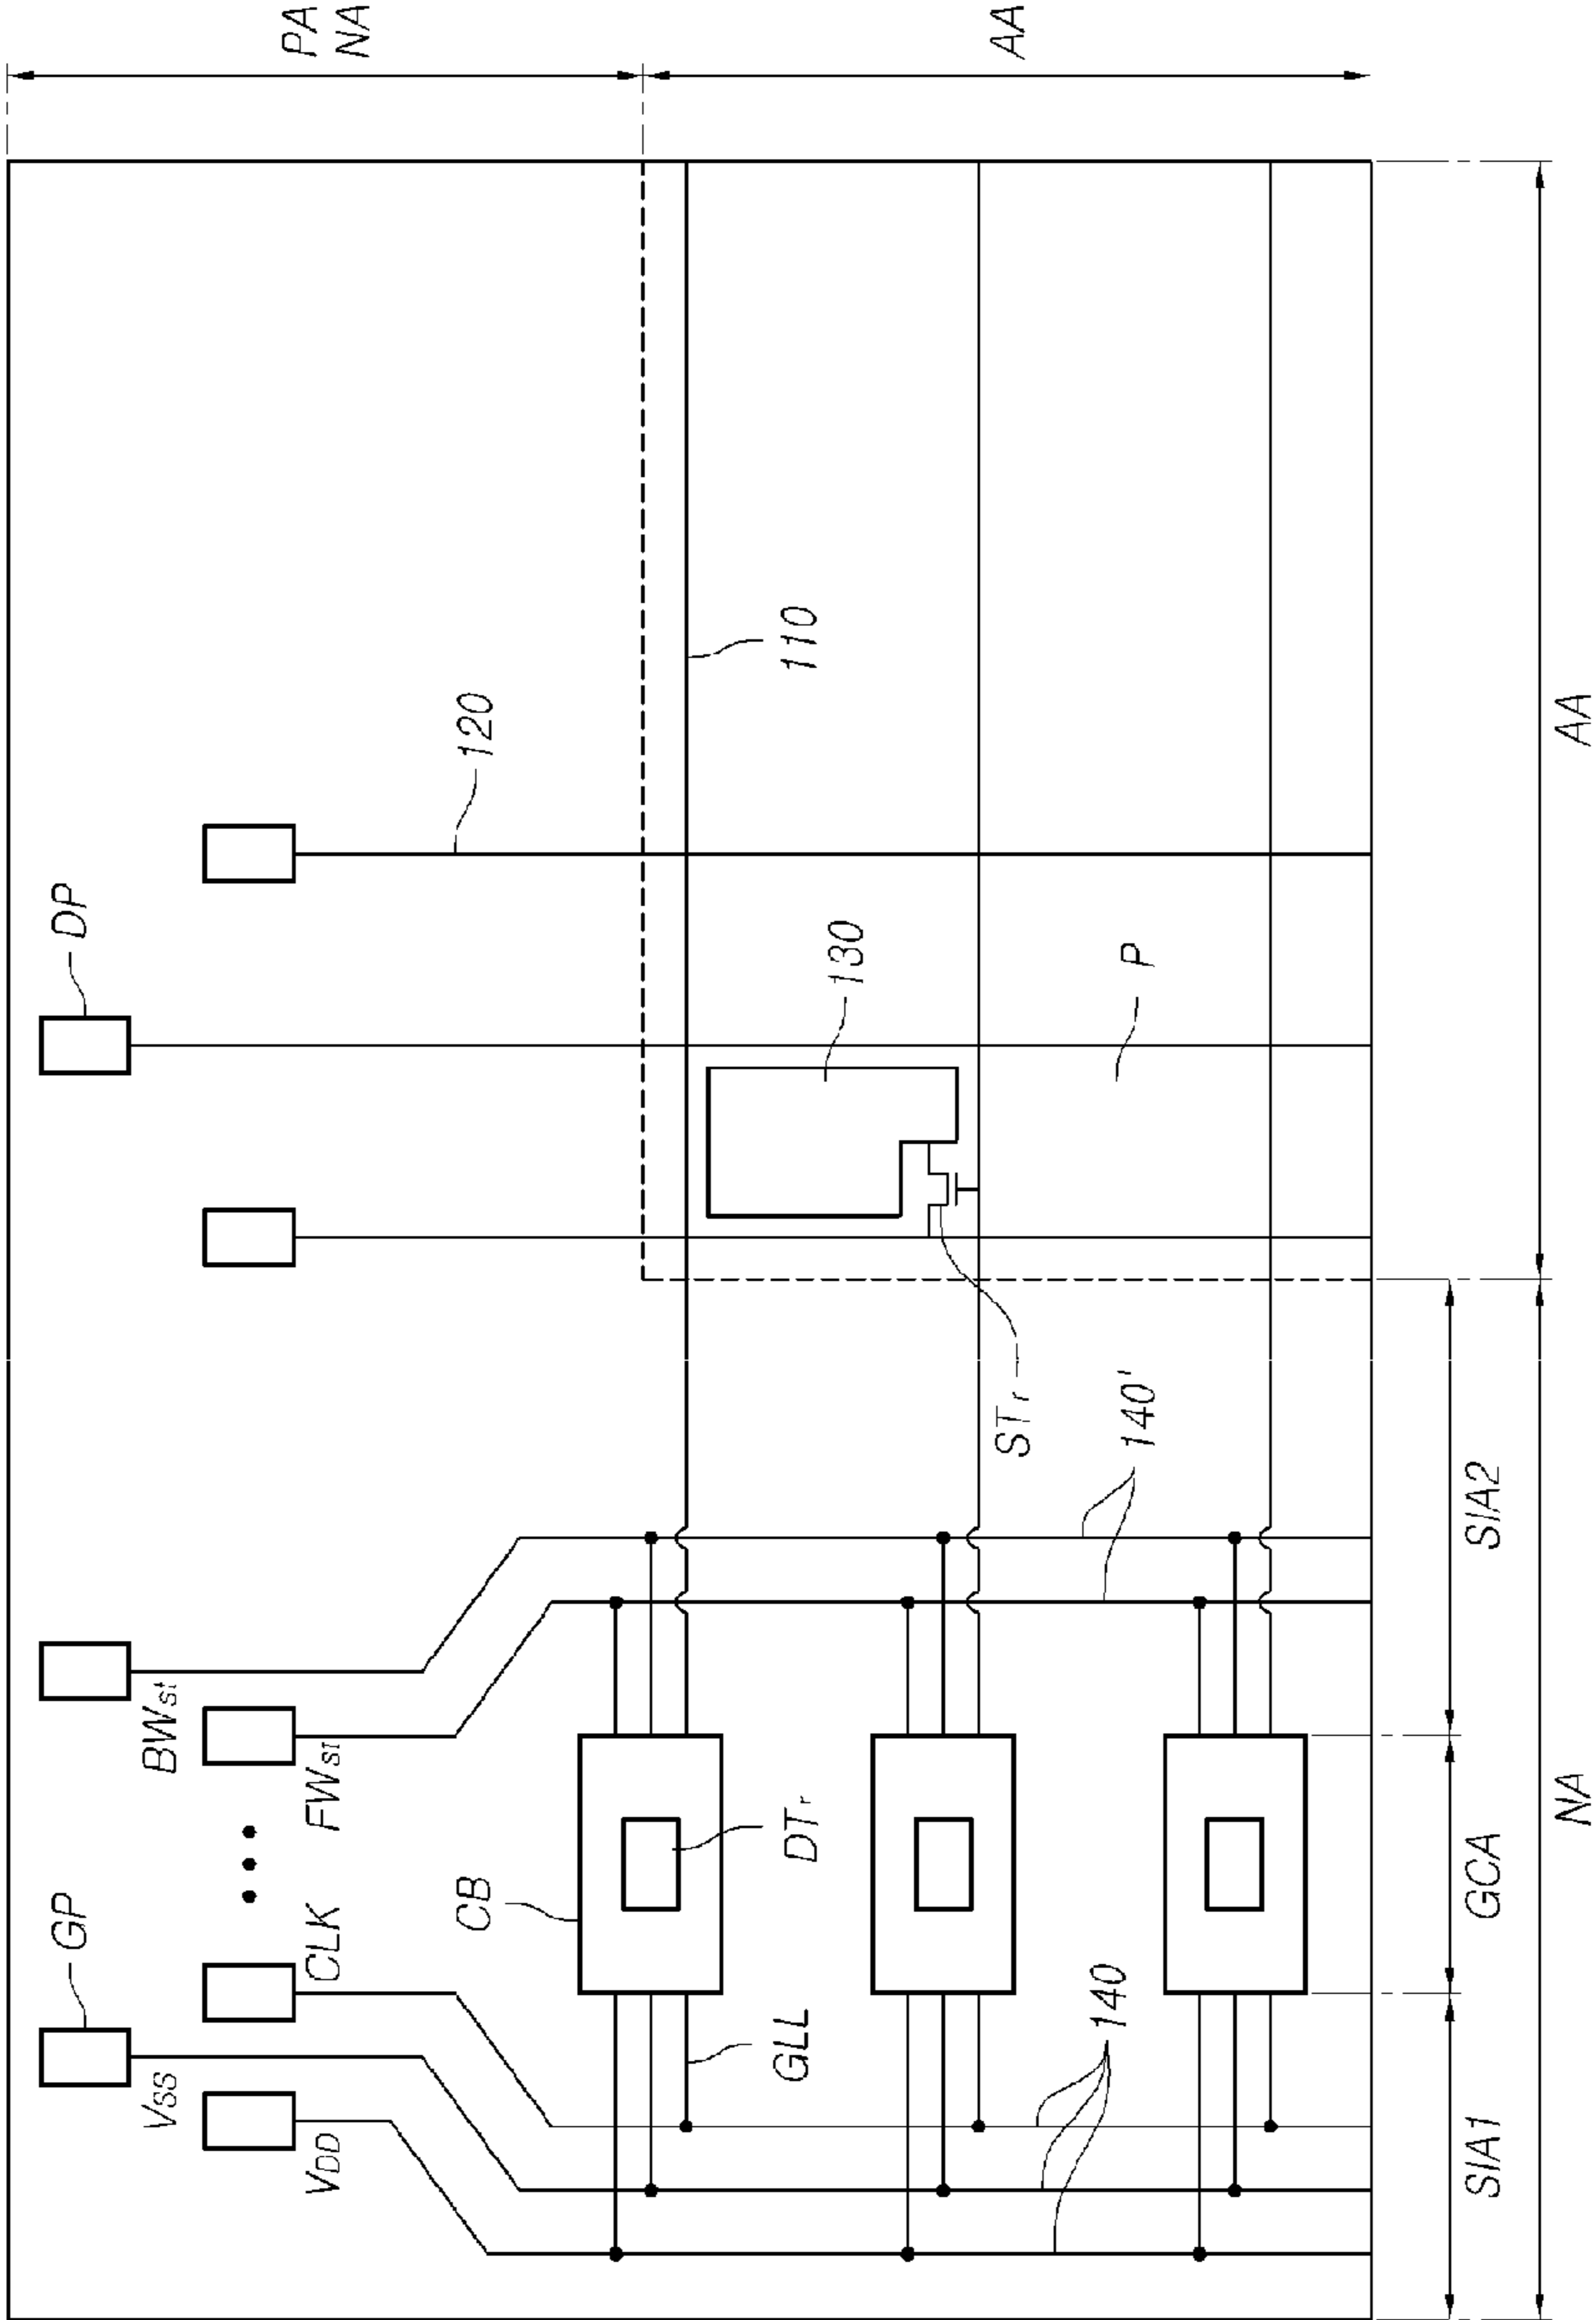 GP
DP
VSS
BWst
PA
NA
VDD
CLK
FWst
CB
120
GLL
DTr
110
130
AA
STr
140
140'
P
SIA1
GCA
SIA2
NA
AA